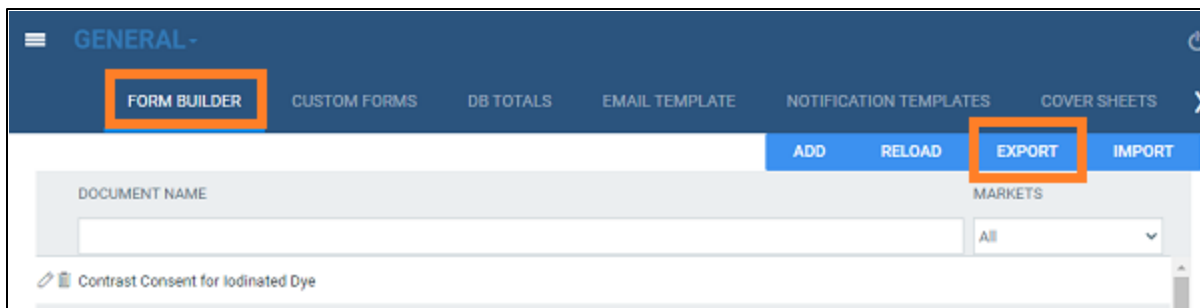 GENERAL-
FORM BUILDER CUSTOM FORMS DB TOTALS EMAIL TEMPLATE NOTIFICATION TEMPLATES COVER SHEETS
ADD RELOAD EXPORT IMPORT
DOCUMENT NAME MARKETS
All
Contrast Consent for Iodinated Dye